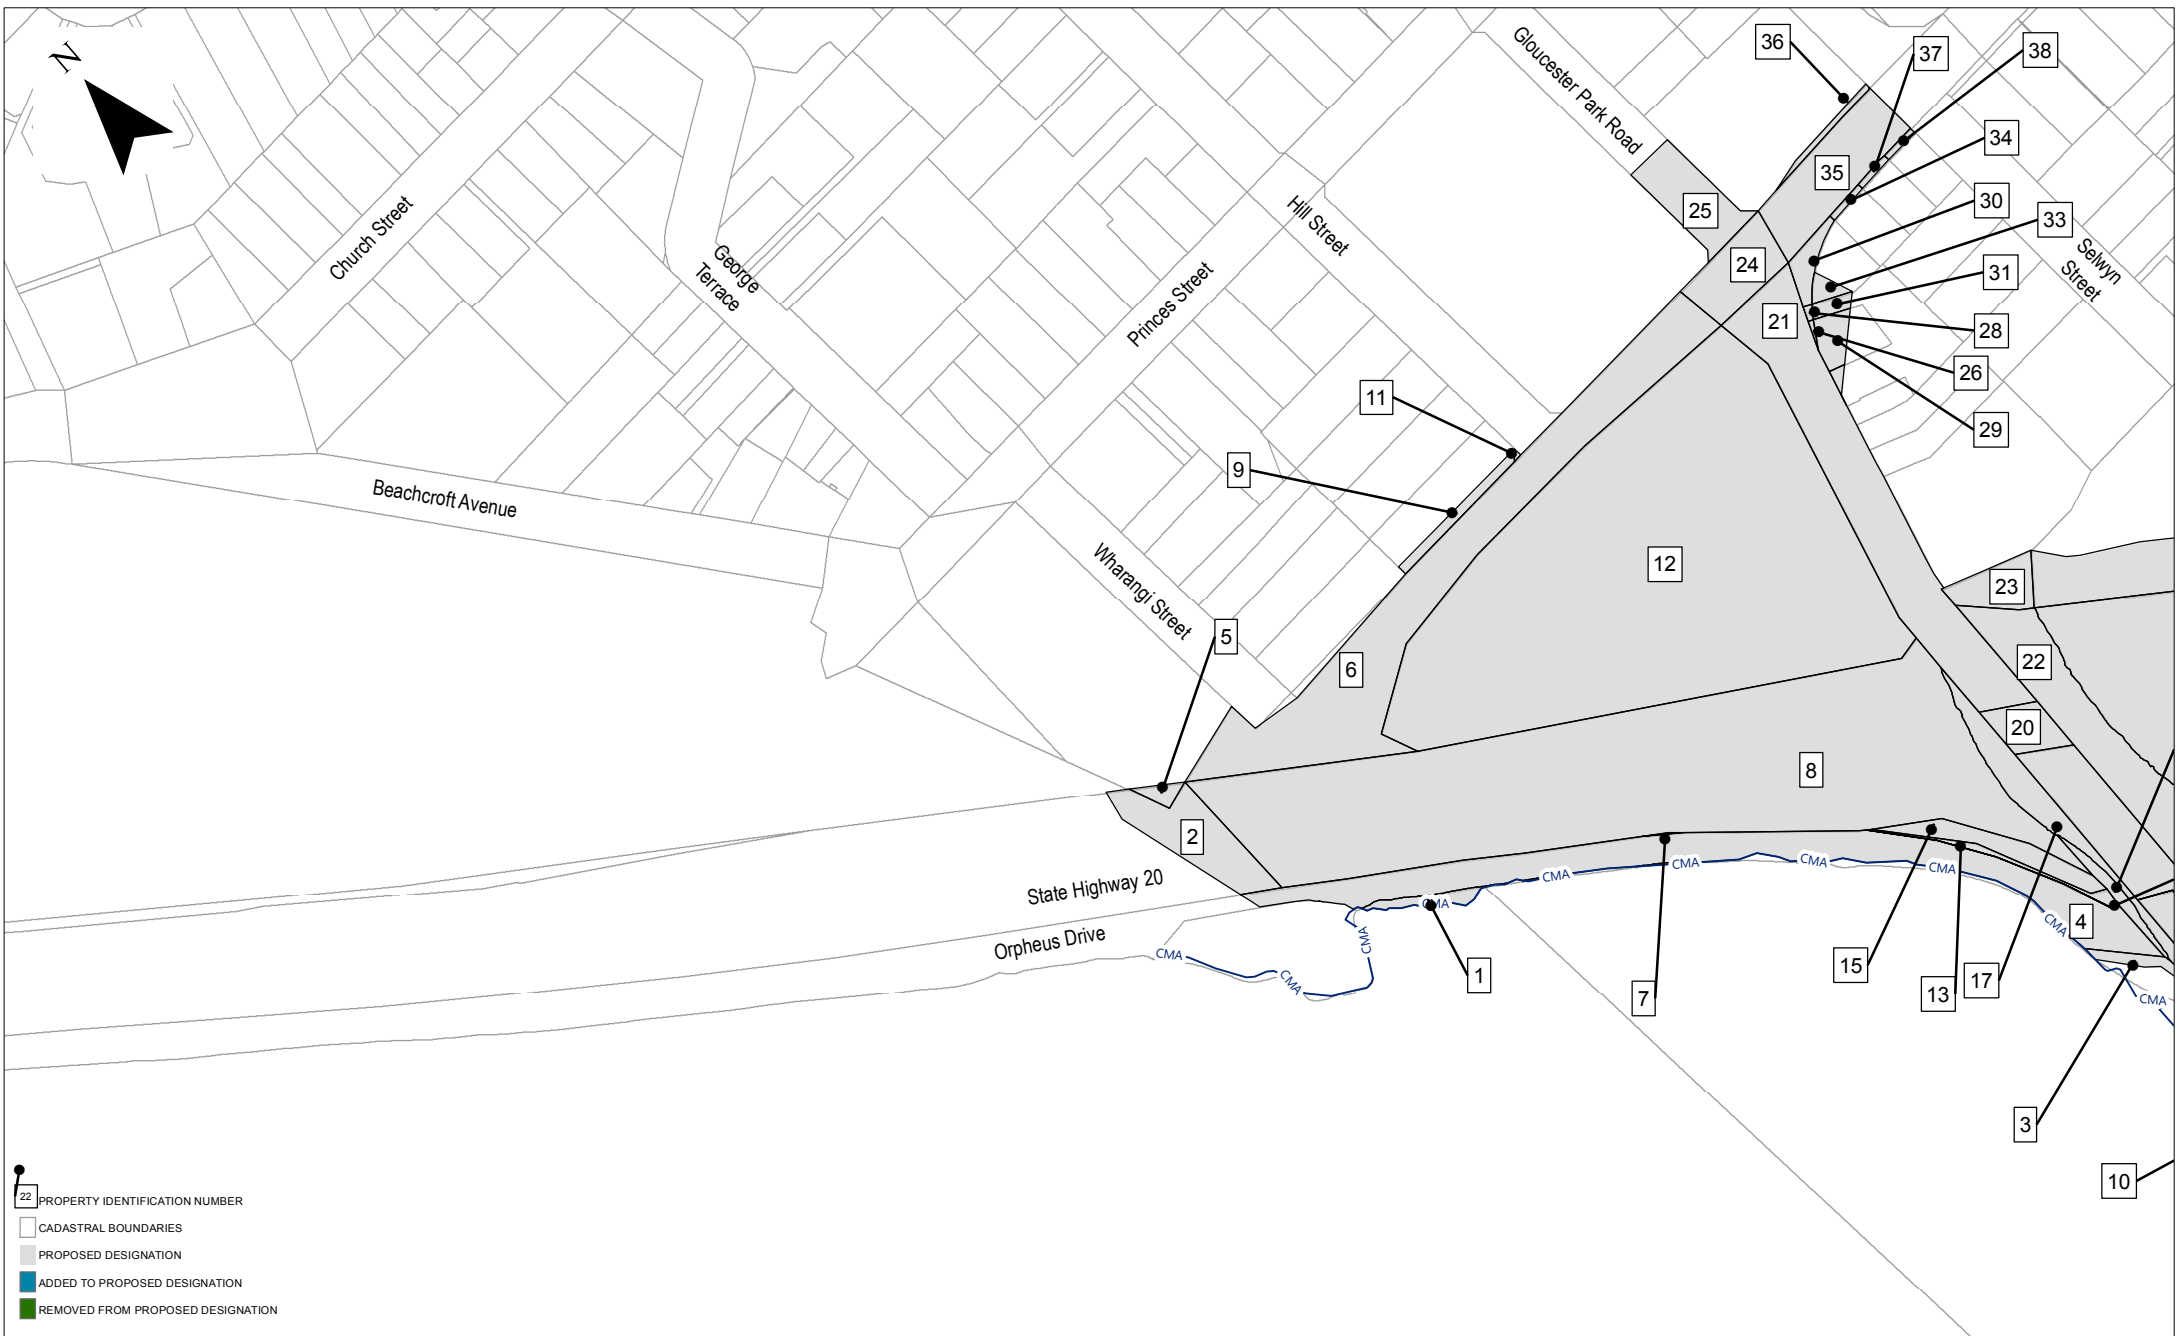 N
36
37
38
Gloucester Park Road
34
35
30
25
33
Church Street
Hill Street
Selwyn
Street
George
Terrace
24
31
Princes Street
21
28
26
11
29
9
Beachcroft Avenue
12
Wharangi Street
23
5
6
22
20
8
2
State Highway 20
CMA
CMA
CMA
CMA
CMA
CMA
CMA
CMA
CMA
CMA
Orpheus Drive
4
15
1
17
13
7
3
10
22 PROPERTY IDENTIFICATION NUMBER
CADASTRAL BOUNDARIES
PROPOSED DESIGNATION
ADDED TO PROPOSED DESIGNATION
REMOVED FROM PROPOSED DESIGNATION